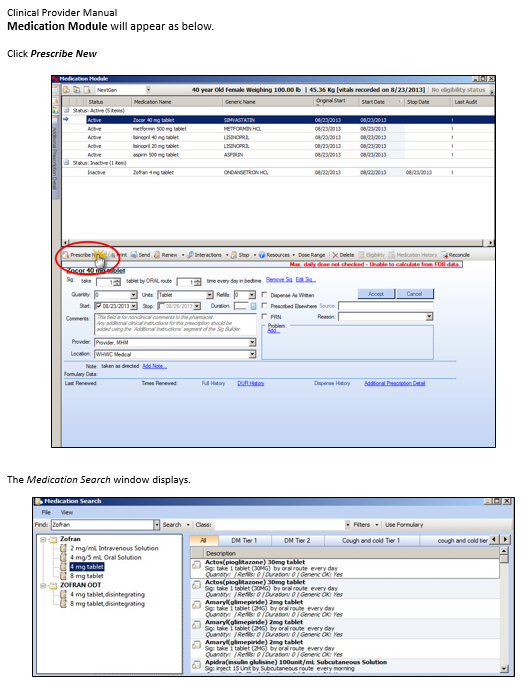 Clinical Provider Manual
Medication Module will appear as below.
Click Prescribe New
Medication Module
NextGen 40 year Old Female Weighing 100.00 lb | 45.36 Kg [vitals recorded on 8/23/2013] No eligibility status
Status Medication Name Generic Name Original Start Start Date Stop Date Last Audit
Status: Active (5 items)
Active Zocor 40 mg tablet SIMVASTATIN 08/23/2013 08/23/2013
Active metformin 500 mg tablet METFORMIN HCL 08/23/2013 08/23/2013
Active lisinopril 40 mg tablet LISINOPRIL 08/23/2013 08/23/2013
Active lisinopril 20 mg tablet LISINOPRIL 08/23/2013 08/23/2013
Active aspirin 500 mg tablet ASPIRIN 08/23/2013 08/23/2013
Status: Inactive (1 item)
Inactive Zofran 4 mg tablet ONDANSETRON HCL 08/22/2013 08/22/2013 08/23/2013
Prescribe Print Send Renew Interactions Stop Resources Dose Range Delete Eligibility Medication History Reconcile
Max. daily dose not checked - Unable to calculate from FDB data.
Zocor 40 mg tablet
Sig: take 1 tablet by ORAL route 1 time every day in bedtime Remove Sig Edit Sig...
Quantity: 0 Units: Tablet Refills: 0 Dispense As Written Accept Cancel
Start: 08/23/2013 Stop: 08/26/2013 Duration: Prescribed Elsewhere Source:
Comments: This field is for nonclinical comments to the pharmacist. PRN Reason:
Any additional clinical instructions for this prescription should be
added using the 'Additional Instructions' segment of the Sig Builder.
Problem:
Add...
Provider: Provider, MHM
Location: WHWC Medical
Note: taken as directed Add Note...
Formulary Data:
Last Renewed: Times Renewed: Full History DUR History Dispense History Additional Prescription Detail
The Medication Search window displays.
Medication Search
File View
Find: Zofran Search Class: Filters Use Formulary
Zofran
2 mg/mL Intravenous Solution
4 mg/5 mL Oral Solution
4 mg tablet
8 mg tablet
ZOFRAN ODT
4 mg tablet,disintegrating
8 mg tablet,disintegrating
All DM Tier 1 DM Tier 2 Cough and cold Tier 1 cough and cold tier
Description
Actos(pioglitazone) 30mg tablet
Sig: take 1 tablet (30MG) by oral route every day
Quantity: | Refills: 0 | Duration: 0 | Generic OK: Yes
Actos(pioglitazone) 30mg tablet
Sig: take 1 tablet (30MG) by oral route every day
Quantity: | Refills: 0 | Duration: 0 | Generic OK: Yes
Amaryl(glimepiride) 2mg tablet
Sig: take 1 tablet (2MG) by oral route every day
Quantity: | Refills: 0 | Duration: 0 | Generic OK: Yes
Amaryl(glimepiride) 2mg tablet
Sig: take 1 tablet (2MG) by oral route every day
Quantity: | Refills: 0 | Duration: 0 | Generic OK: Yes
Amaryl(glimepiride) 2mg tablet
Sig: take 1 tablet (2MG) by oral route every day
Quantity: | Refills: 0 | Duration: 0 | Generic OK: Yes
Apidra(insulin glulisine) 100unit/mL Subcutaneous Solution
Sig: inject 15 Unit by Subcutaneous route every morning